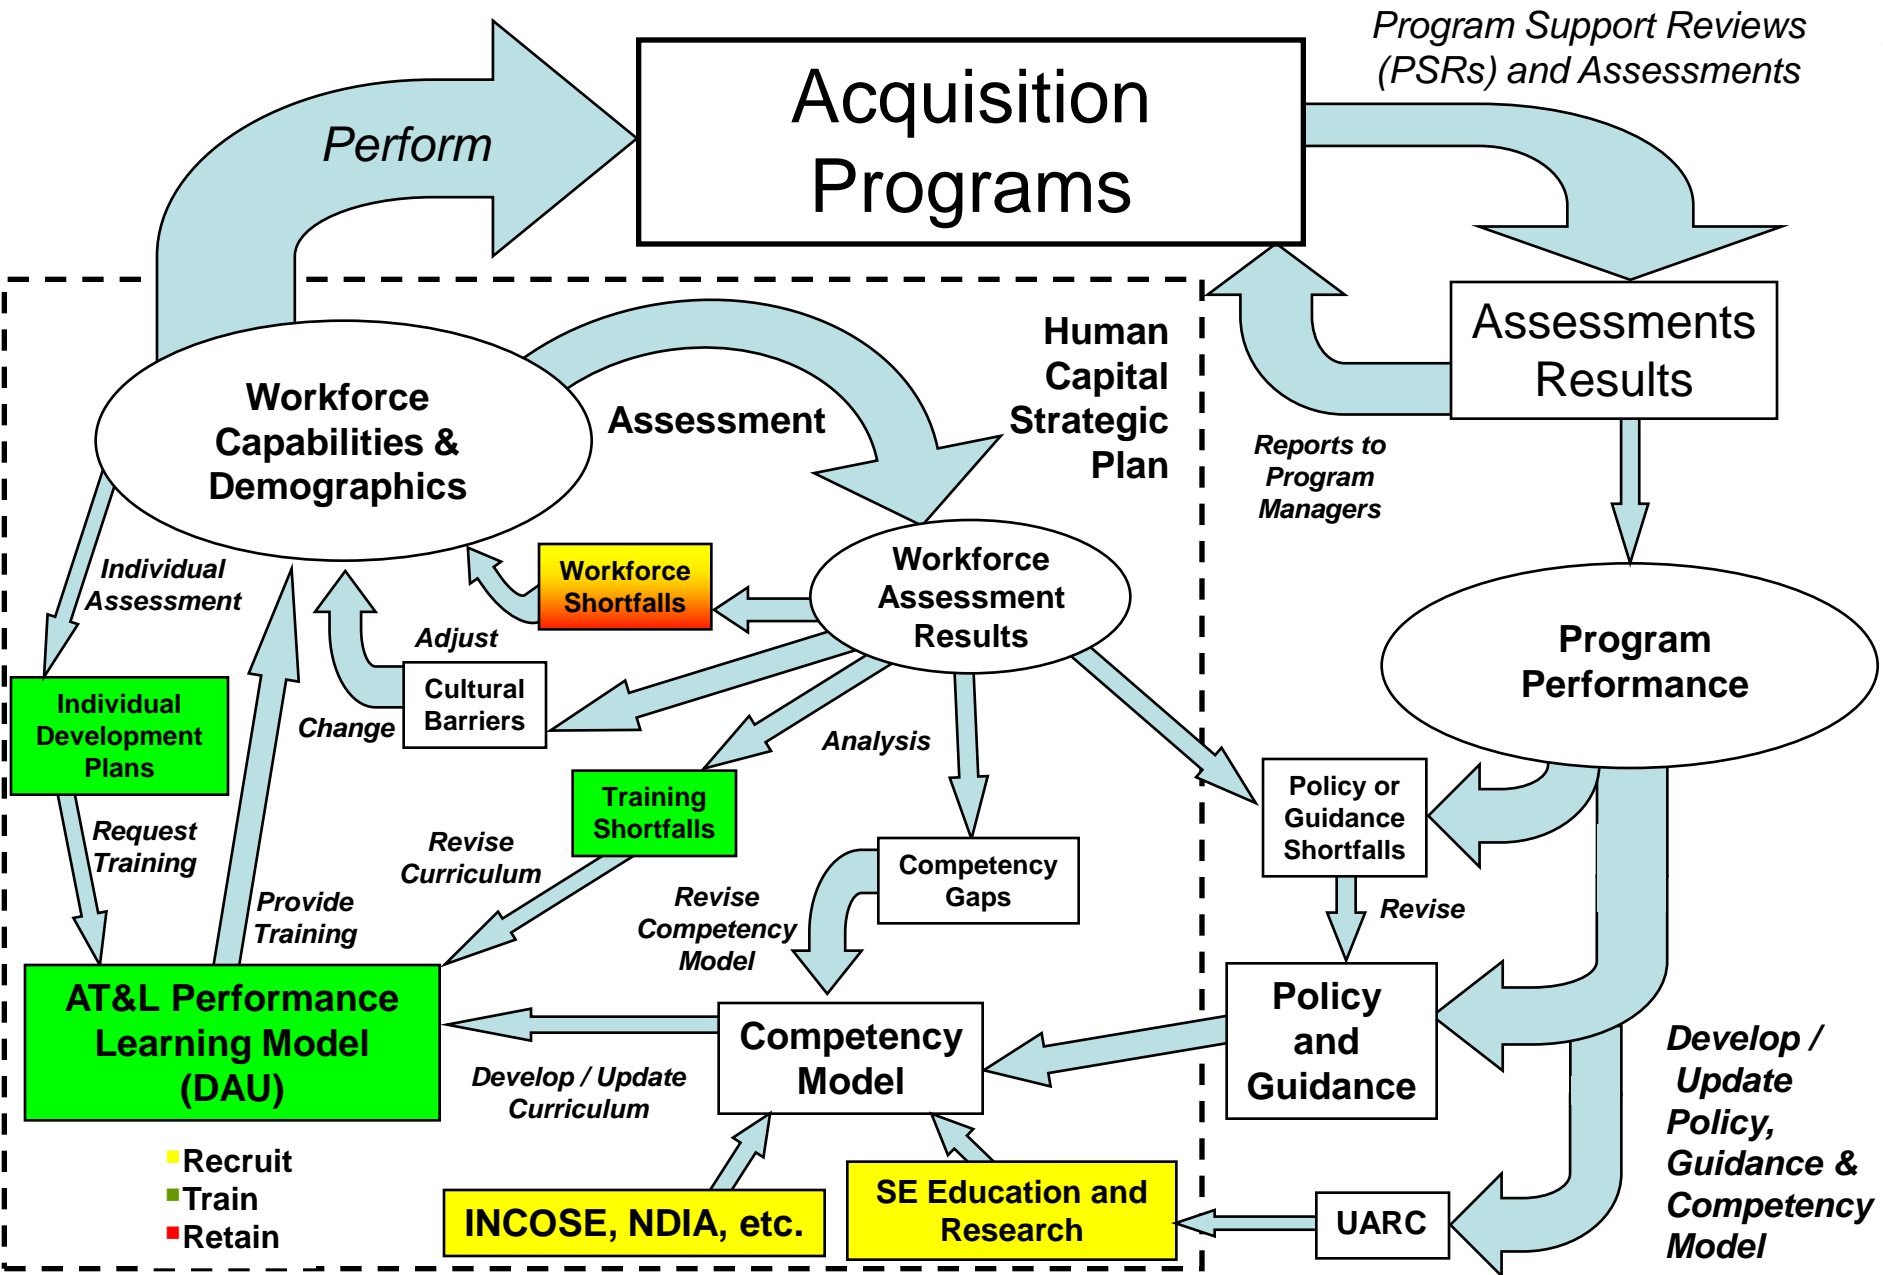 Program Support Reviews
(PSRs) and Assessments
Acquisition
Programs
Perform
Assessments
Results
Human
Capital
Strategic
Plan
Workforce
Capabilities &
Demographics
Assessment
Reports to
Program
Managers
Individual
Assessment
Workforce
Shortfalls
Workforce
Assessment
Results
Program
Performance
Adjust
Cultural
Barriers
Change
Individual
Development
Plans
Analysis
Training
Shortfalls
Policy or
Guidance
Shortfalls
Request
Training
Revise
Curriculum
Competency
Gaps
Provide
Training
Revise
Competency
Model
Revise
AT&L Performance
Learning Model
(DAU)
Competency
Model
Policy
and
Guidance
Develop / Update
Curriculum
Develop /
Update
Policy,
Guidance &
Competency
Model
Recruit
Train
Retain
INCOSE, NDIA, etc.
SE Education and
Research
UARC